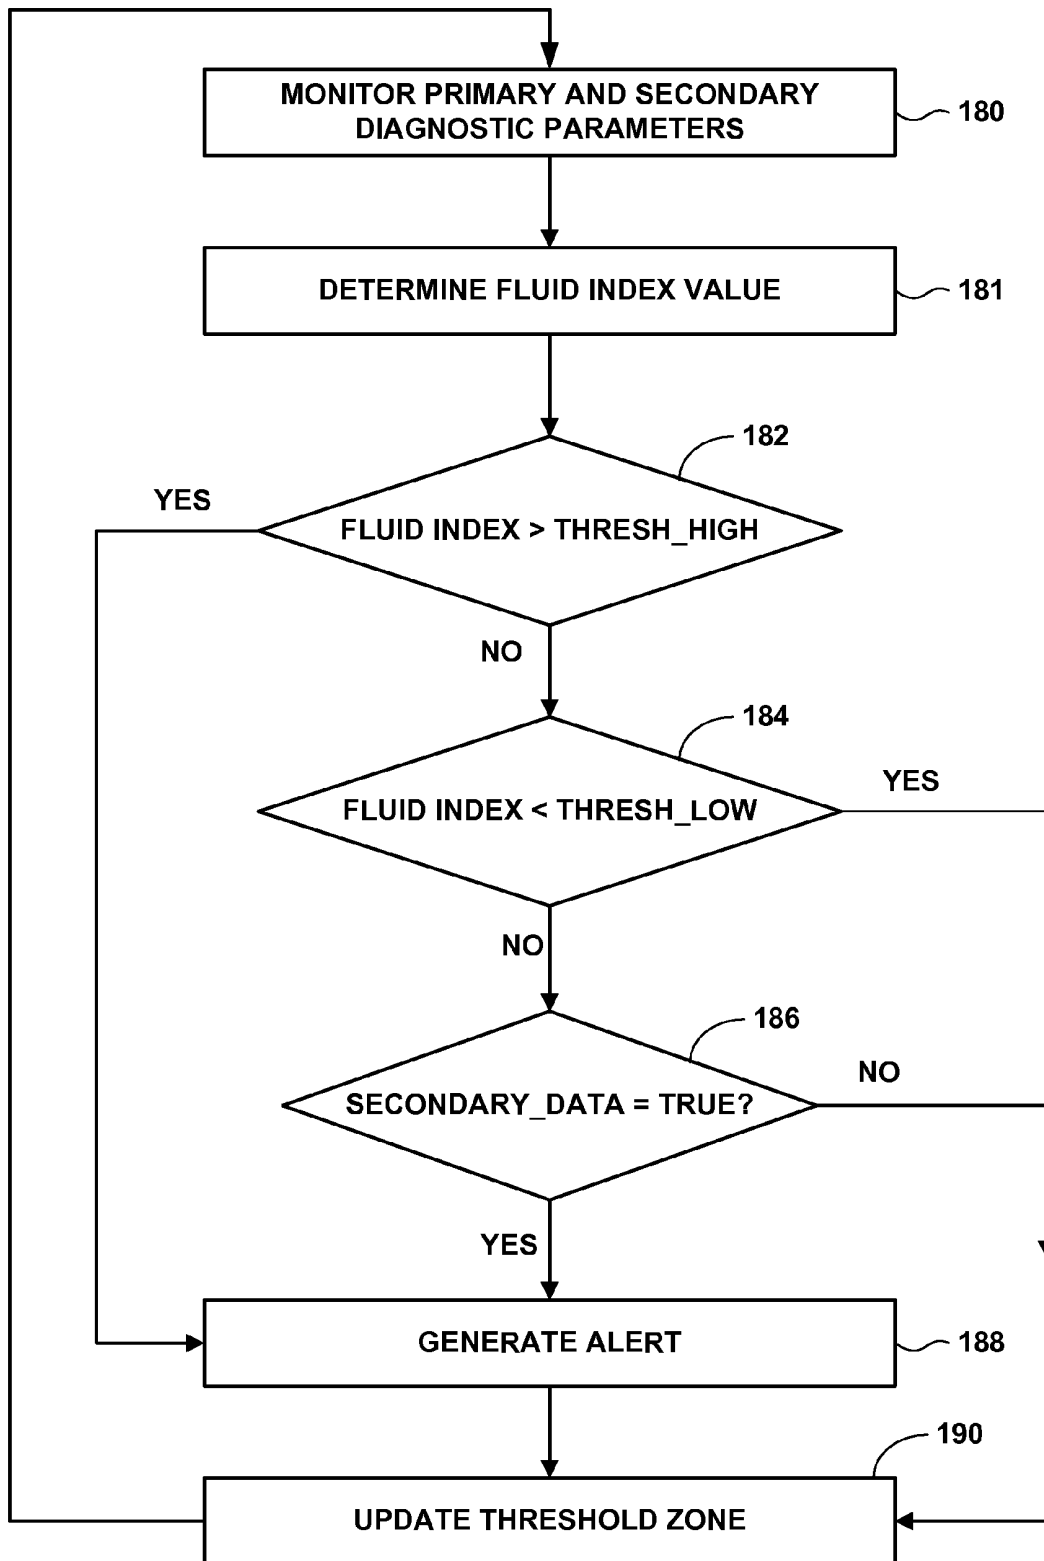 MONITOR PRIMARY AND SECONDARY
DIAGNOSTIC PARAMETERS
180
DETERMINE FLUID INDEX VALUE
181
182
YES
FLUID INDEX > THRESH_HIGH
NO
184
FLUID INDEX < THRESH_LOW
YES
NO
186
SECONDARY_DATA = TRUE?
NO
YES
GENERATE ALERT
188
190
UPDATE THRESHOLD ZONE